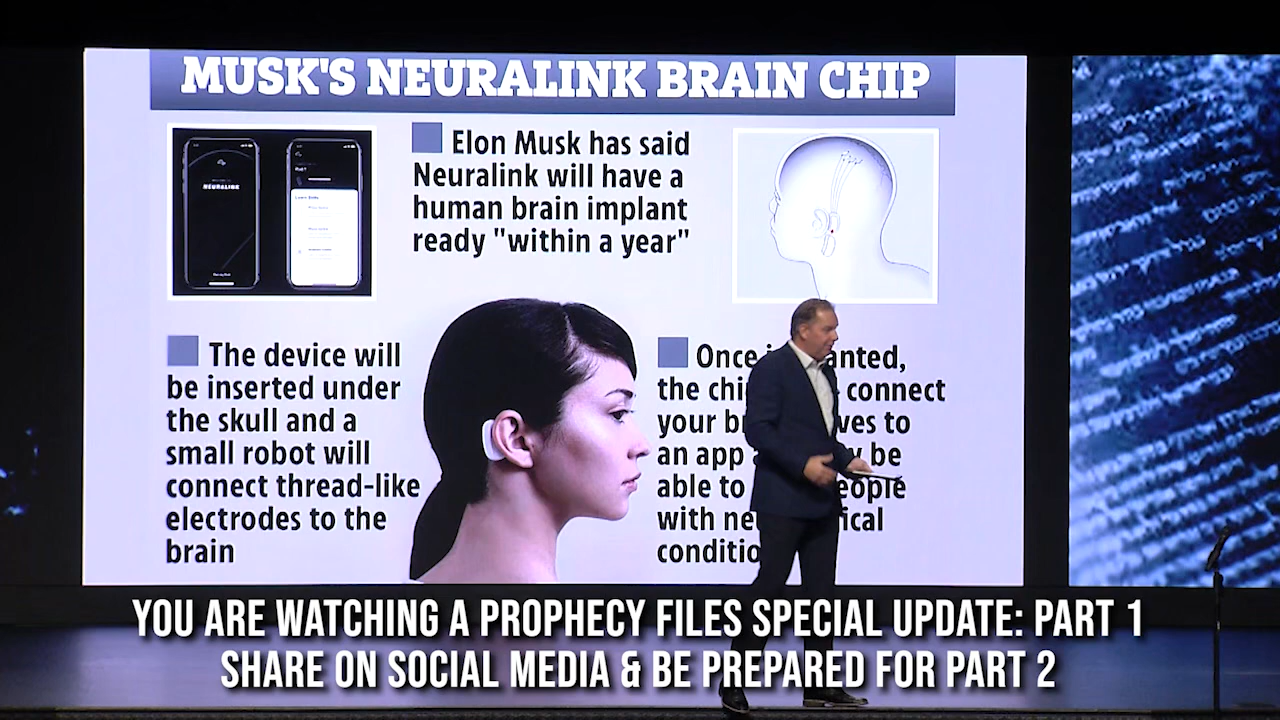 MUSK'S NEURALINK BRAIN CHIP
NEURALINK
Elon Musk has said
Neuralink will have a
human brain implant
ready "within a year"
The device will
be inserted under
the skull and a
small robot will
connect thread-like
electrodes to the
brain
Once anted,
the chi connect
your br ves to
an app y be
able to eople
with ne ical
conditio
YOU ARE WATCHING A PROPHECY FILES SPECIAL UPDATE: PART 1
SHARE ON SOCIAL MEDIA & BE PREPARED FOR PART 2